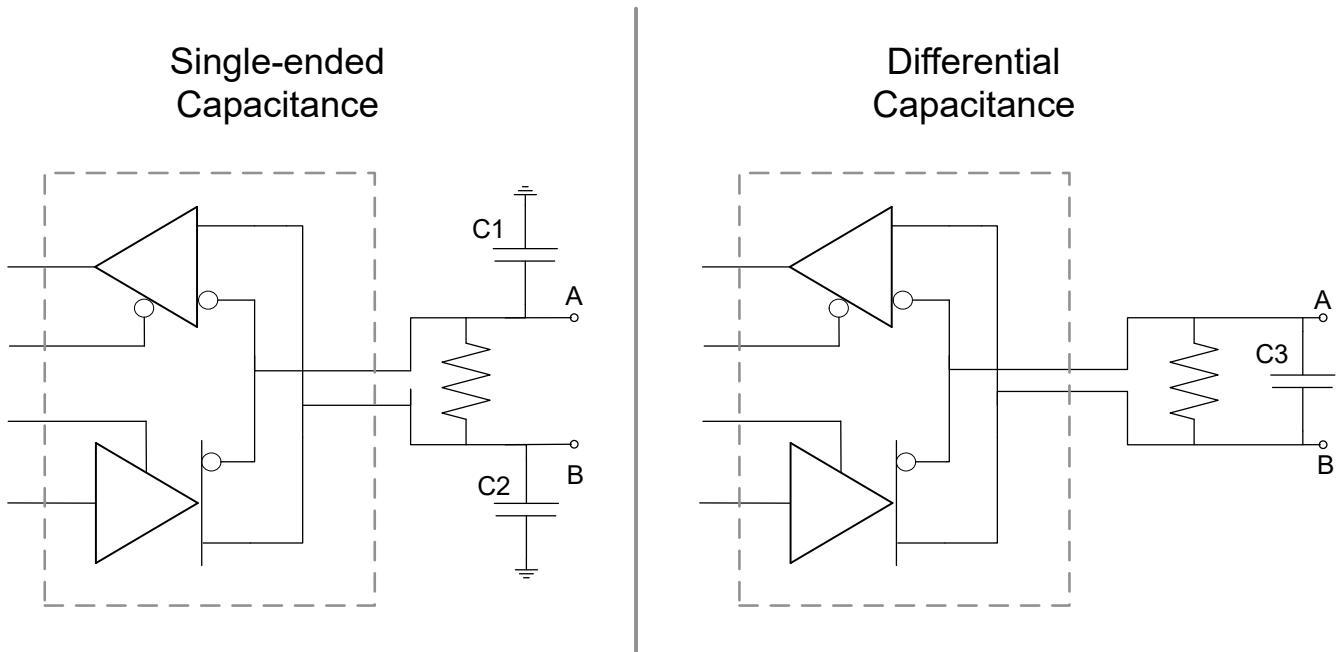 Single-ended
Capacitance
C1
A
B
C2
Differential
Capacitance
A
C3
B